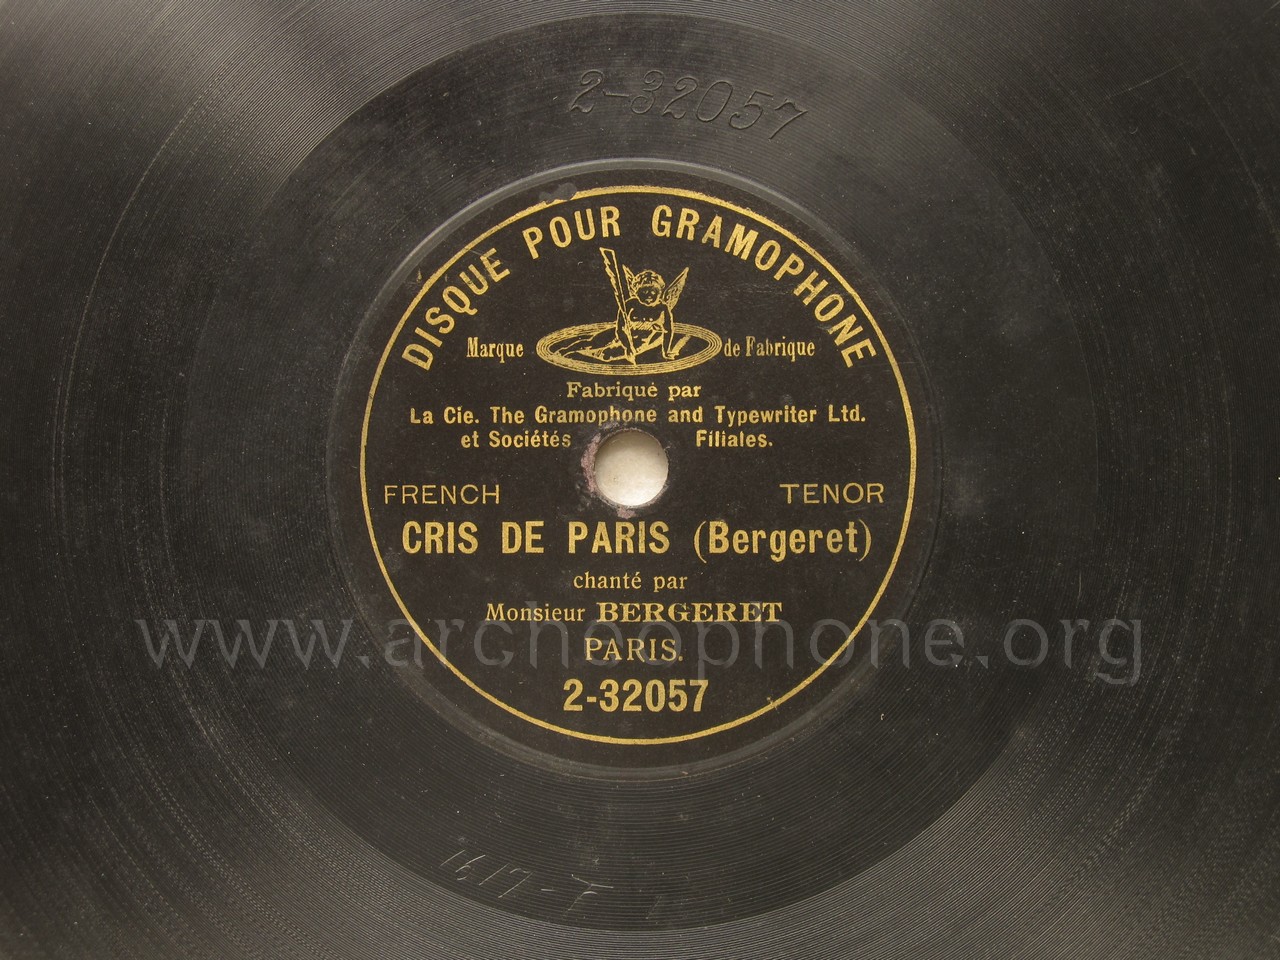 2-32057
DISQUE POUR GRAMOPHONE
Marque de Fabrique
Fabriqué par
La Cie. The Gramophone and Typewriter Ltd.
et Sociétés Filiales.
FRENCH TENOR
CRIS DE PARIS (Bergeret)
chanté par
Monsieur BERGERET
www.archeophone.org
PARIS.
2-32057